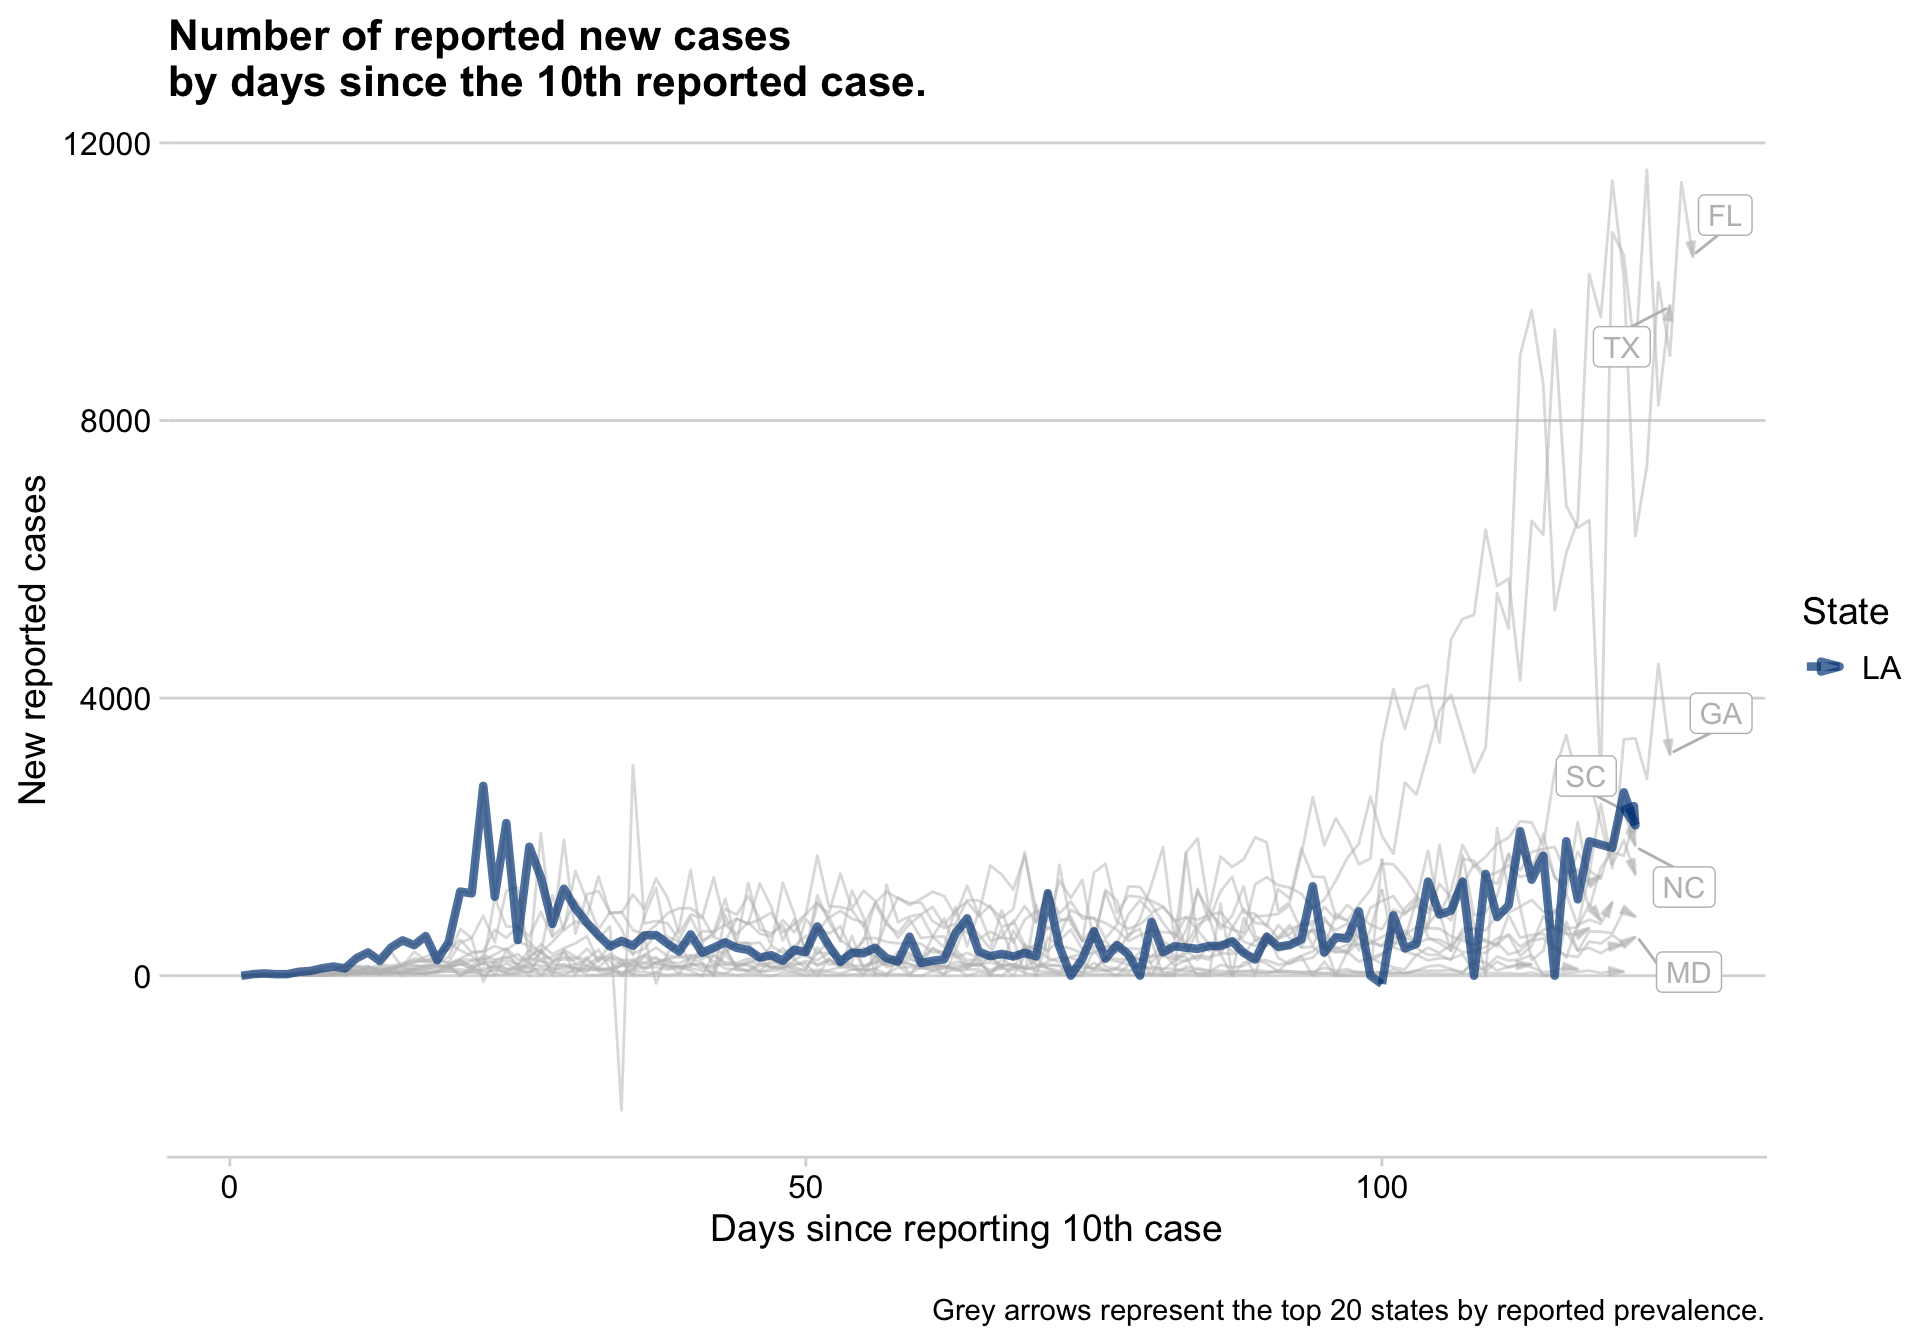 Number of reported new cases
by days since the 10th reported case.
12000
8000
4000
0
New reported cases
FL
TX
GA
SC
NC
MD
State
LA
0
50
100
Days since reporting 10th case
Grey arrows represent the top 20 states by reported prevalence.